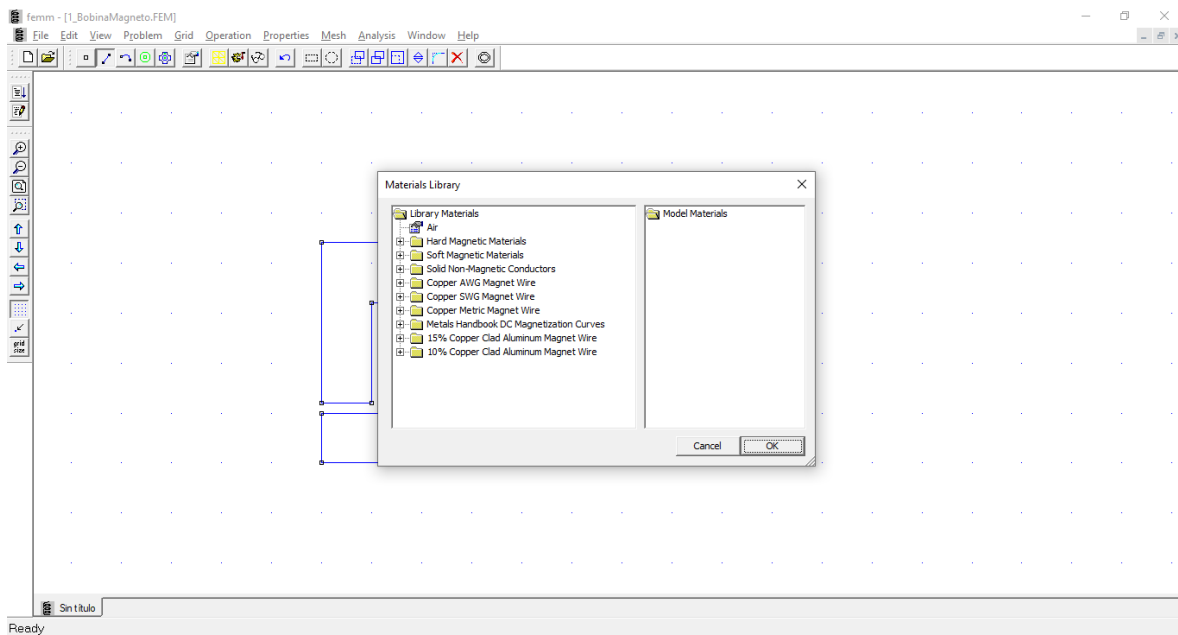 femm - [1_BobinaMagneto.FEM]
File Edit View Problem Grid Operation Properties Mesh Analysis Window Help
Materials Library
Library Materials
Air
Hard Magnetic Materials
Soft Magnetic Materials
Solid Non-Magnetic Conductors
Copper AWG Magnet Wire
Copper SWG Magnet Wire
Copper Metric Magnet Wire
Metals Handbook DC Magnetization Curves
15% Copper Clad Aluminum Magnet Wire
10% Copper Clad Aluminum Magnet Wire
Model Materials
Cancel OK
grid
size
Sin título
Ready